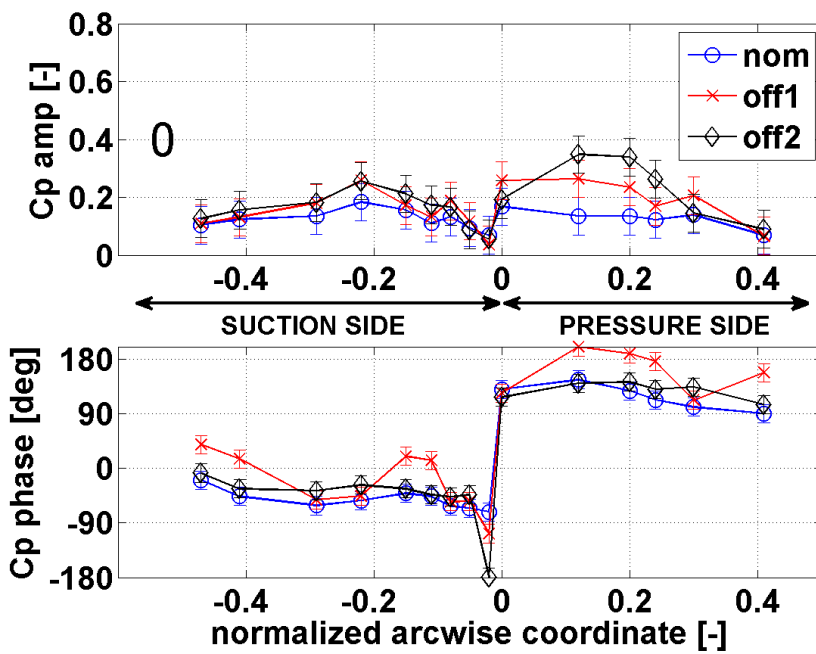 0.8
0.6
0.4
0.2
0
Cp amp [-]
0
nom
off1
off2
-0.4 -0.2 0 0.2 0.4
SUCTION SIDE PRESSURE SIDE
180
90
0
-90
-180
Cp phase [deg]
-0.4 -0.2 0 0.2 0.4
normalized arcwise coordinate [-]